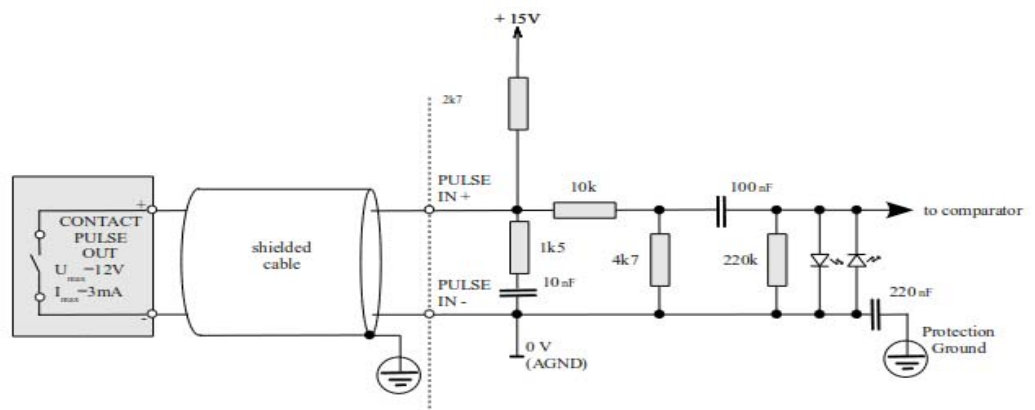 + 15V
2k7
PULSE
IN +
10k
100 nF
to comparator
+
CONTACT
PULSE
OUT
U max =12V
I max =3mA
-
shielded
cable
1k5
10 nF
4k7
220k
PULSE
IN -
220 nF
0 V
(AGND)
Protection
Ground